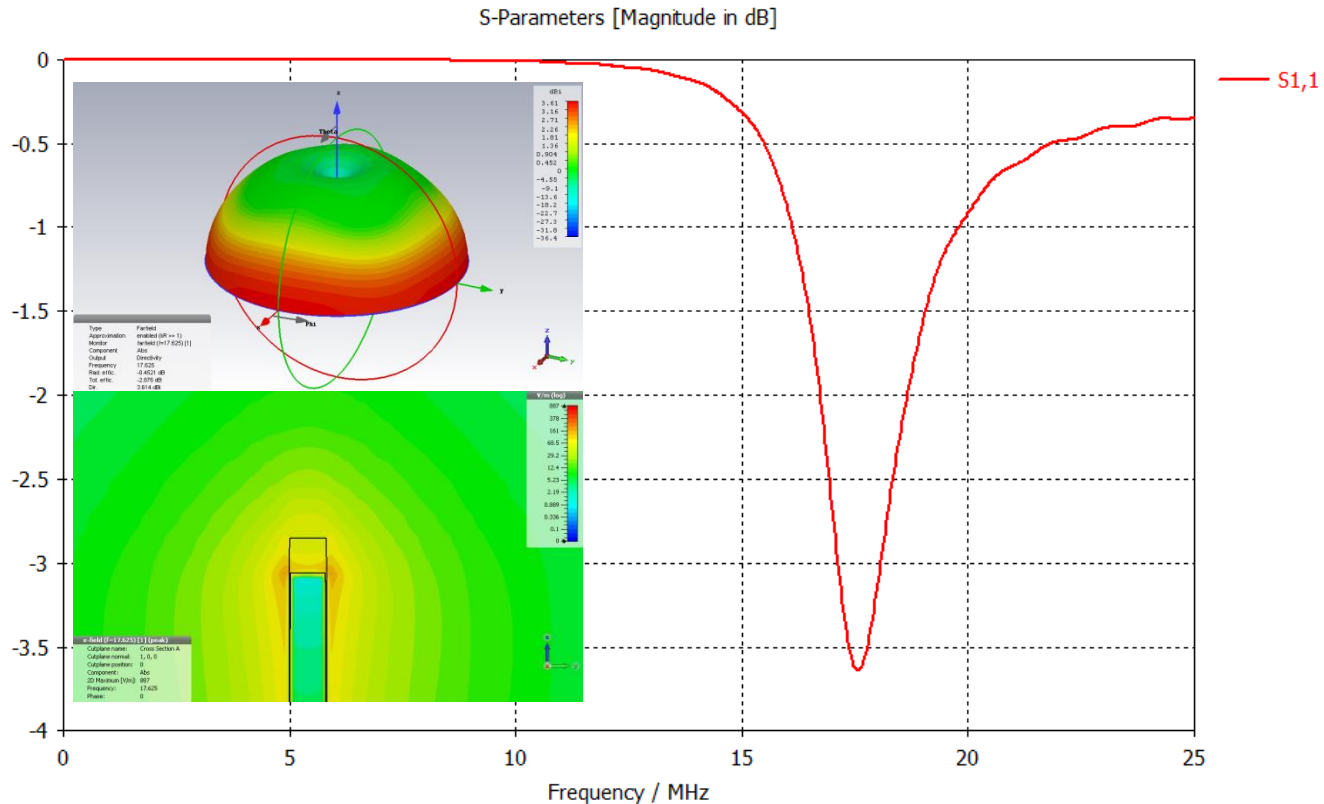 S-Parameters [Magnitude in dB]
0
-0.5
-1
-1.5
-2
-2.5
-3
-3.5
-4
0
5
10
15
20
25
Frequency / MHz
S1,1
z
Theta
y
x
Phi
dBi
3.61
3.16
2.71
2.26
1.81
1.36
0.904
0.452
0
-4.55
-9.1
-13.6
-18.2
-22.7
-27.3
-31.8
-36.4
Type Farfield
Approximation enabled (kR >> 1)
Monitor farfield (f=17.625) [1]
Component Abs
Output Directivity
Frequency 17.625
Rad. effic. -0.4521 dB
Tot. effic. -2.876 dB
Dir. 3.614 dBi
z
y
x
V/m (log)
887
378
161
68.5
29.2
12.4
5.23
2.19
0.889
0.336
0.1
0
e-field (f=17.625) [1] (peak)
Cutplane name: Cross Section A
Cutplane normal: 1, 0, 0
Cutplane position: 0
Component: Abs
2D Maximum [V/m]: 887
Frequency: 17.625
Phase: 0